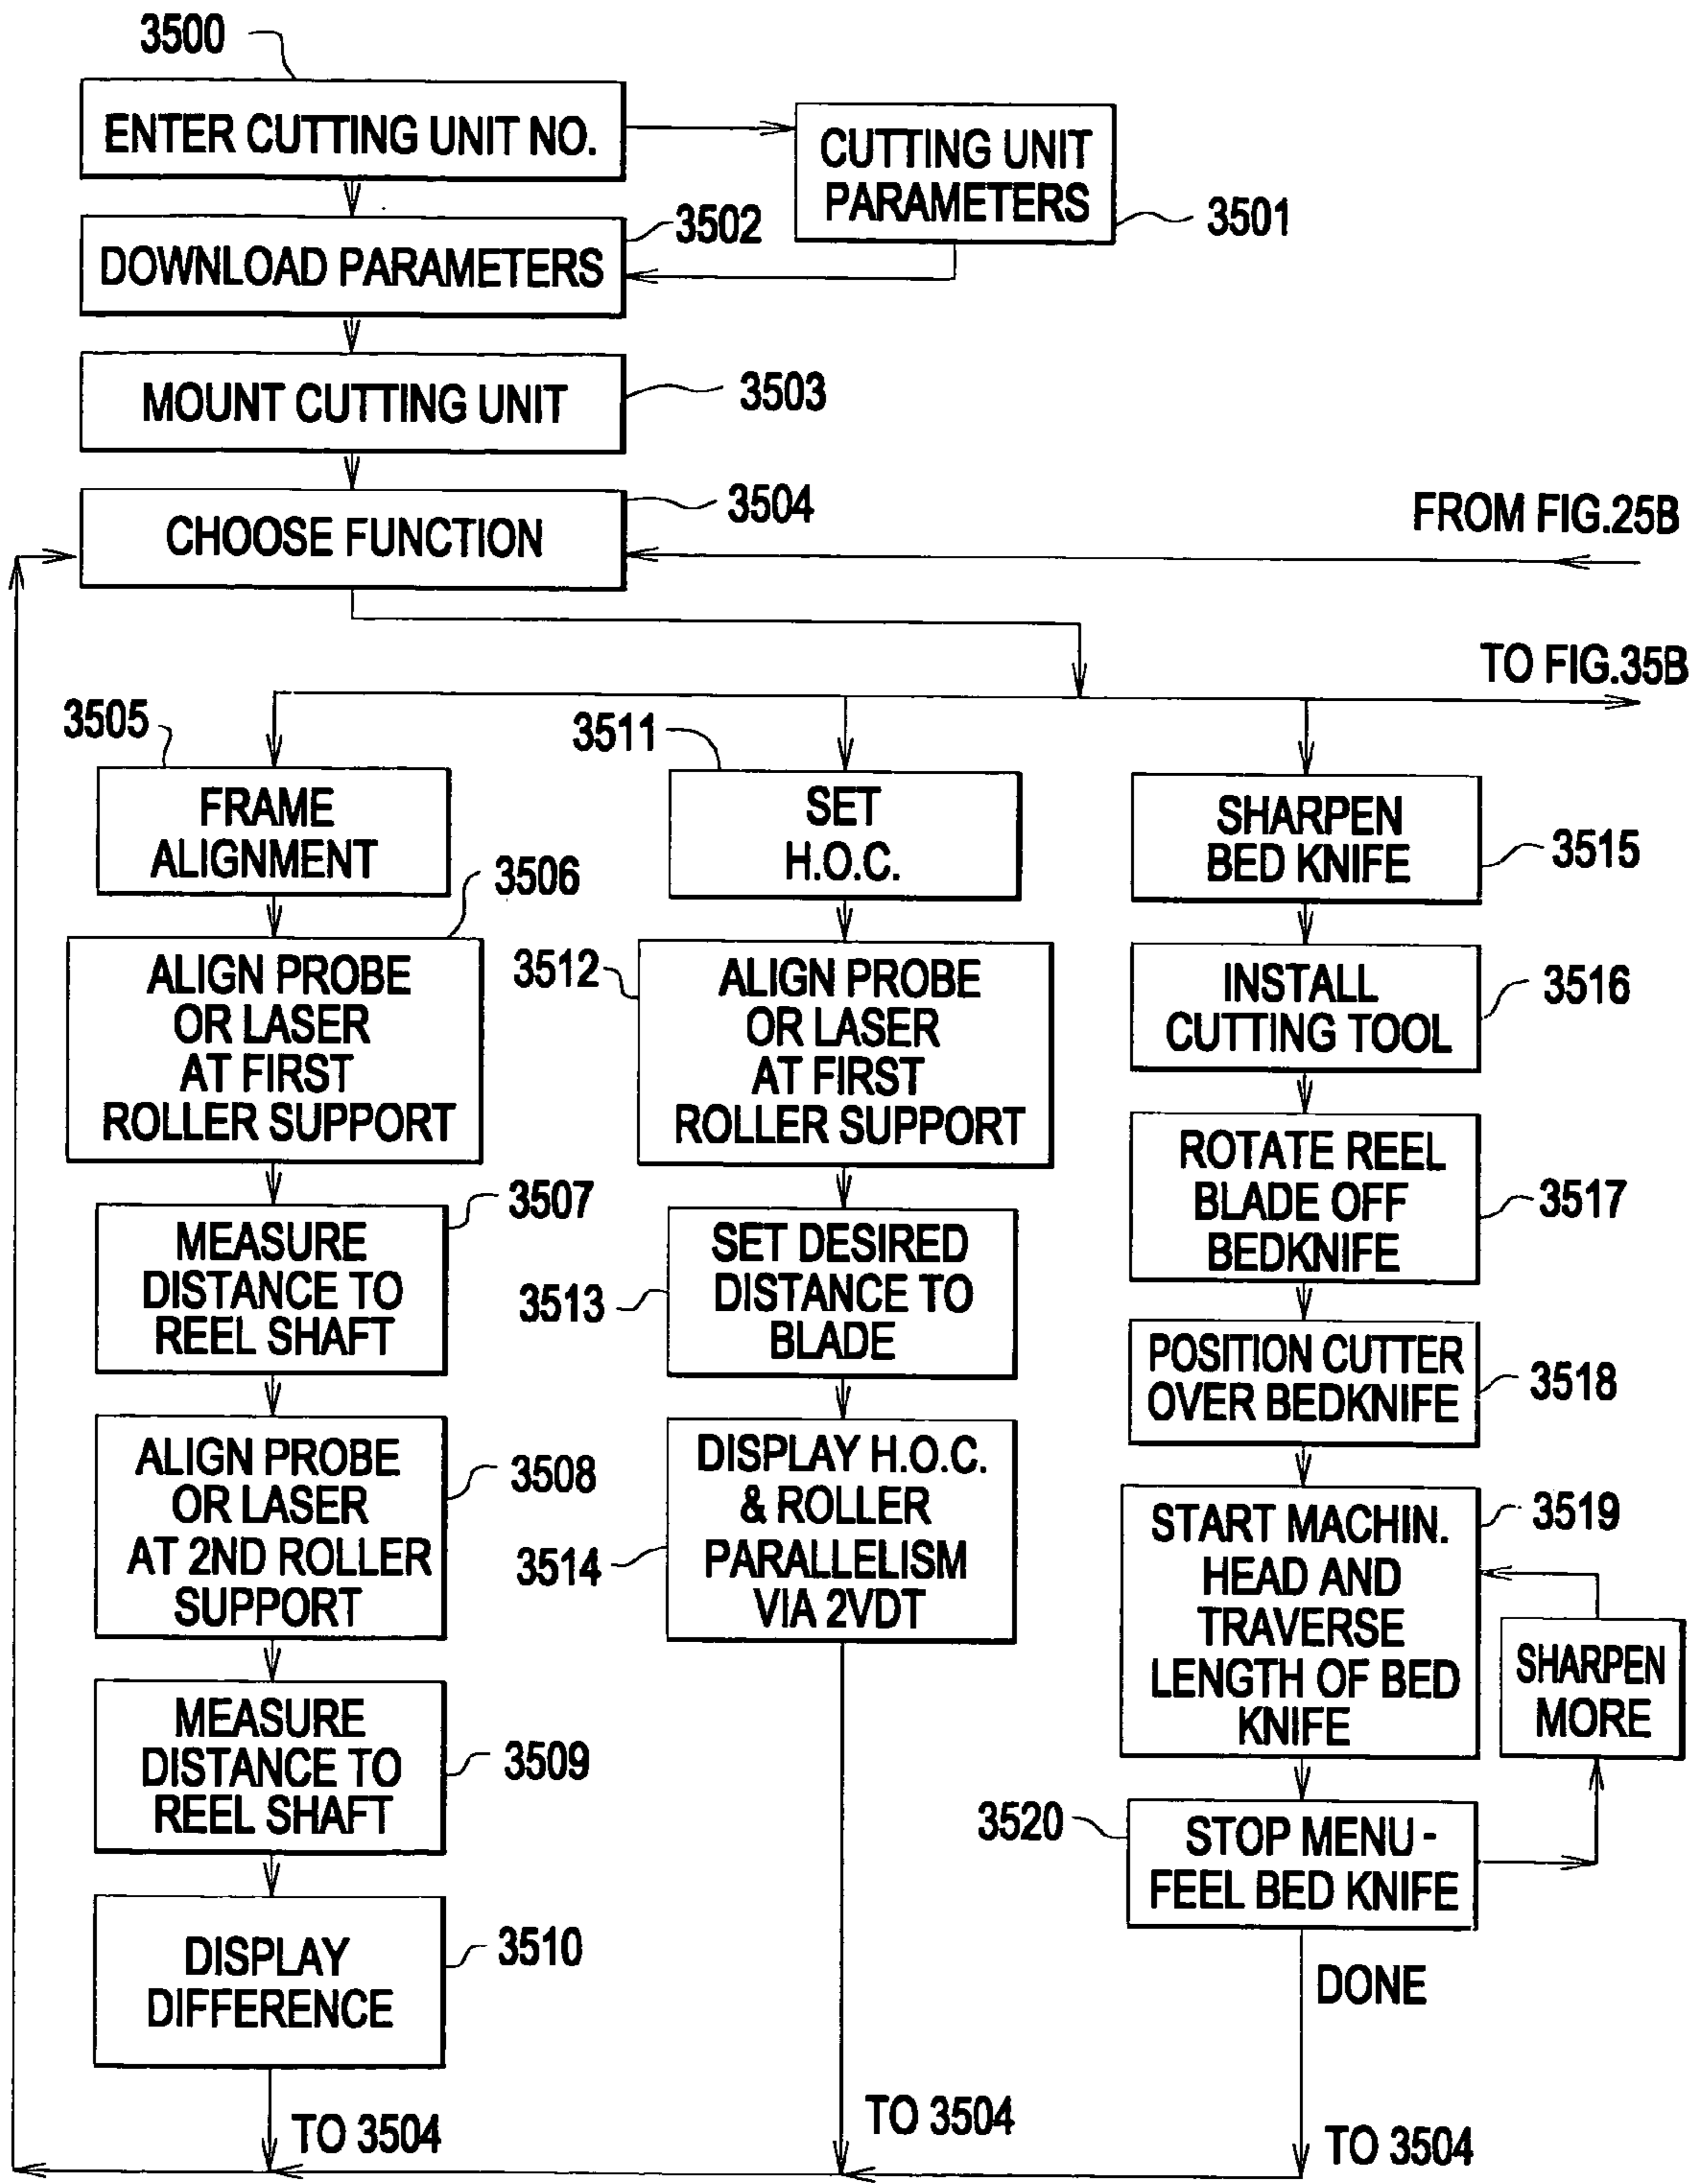 3500
ENTER CUTTING UNIT NO.
CUTTING UNIT
PARAMETERS
3501
3502
DOWNLOAD PARAMETERS
MOUNT CUTTING UNIT
3503
CHOOSE FUNCTION
3504
FROM FIG.25B
TO FIG.35B
3505
FRAME
ALIGNMENT
3506
ALIGN PROBE
OR LASER
AT FIRST
ROLLER SUPPORT
3507
MEASURE
DISTANCE TO
REEL SHAFT
ALIGN PROBE
OR LASER
AT 2ND ROLLER
SUPPORT
3508
MEASURE
DISTANCE TO
REEL SHAFT
3509
DISPLAY
DIFFERENCE
3510
TO 3504
3511
SET
H.O.C.
3512
ALIGN PROBE
OR LASER
AT FIRST
ROLLER SUPPORT
3513
SET DESIRED
DISTANCE TO
BLADE
3514
DISPLAY H.O.C.
& ROLLER
PARALLELISM
VIA 2VDT
TO 3504
SHARPEN
BED KNIFE
3515
INSTALL
CUTTING TOOL
3516
ROTATE REEL
BLADE OFF
BEDKNIFE
3517
POSITION CUTTER
OVER BEDKNIFE
3518
START MACHIN.
HEAD AND
TRAVERSE
LENGTH OF BED
KNIFE
3519
SHARPEN
MORE
3520
STOP MENU -
FEEL BED KNIFE
DONE
TO 3504